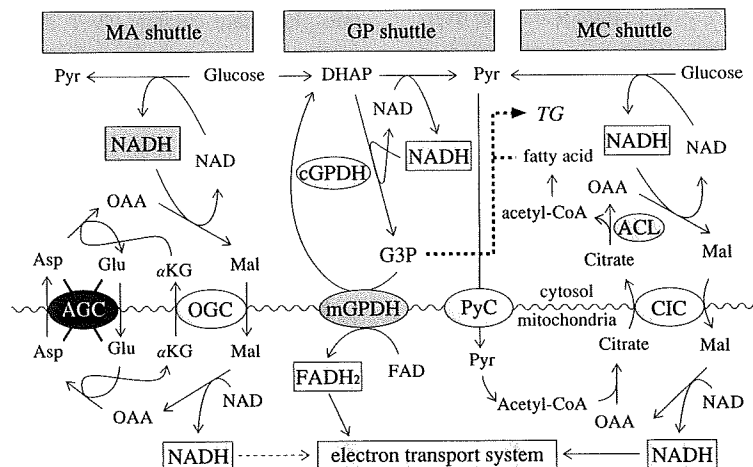 MA shuttle GP shuttle MC shuttle
Pyr Glucose DHAP Pyr Glucose
NAD TG
NADH NAD NADH fatty acid NADH NAD
cGPDH
OAA OAA
acetyl-CoA ACL
Asp Glu αKG Mal G3P Citrate Mal
AGC OGC mGPDH PyC cytosol CIC
mitochondria
Asp Glu αKG Mal Pyr Citrate Mal
FADH2 FAD
OAA NAD Acetyl-CoA OAA NAD
NADH electron transport system NADH